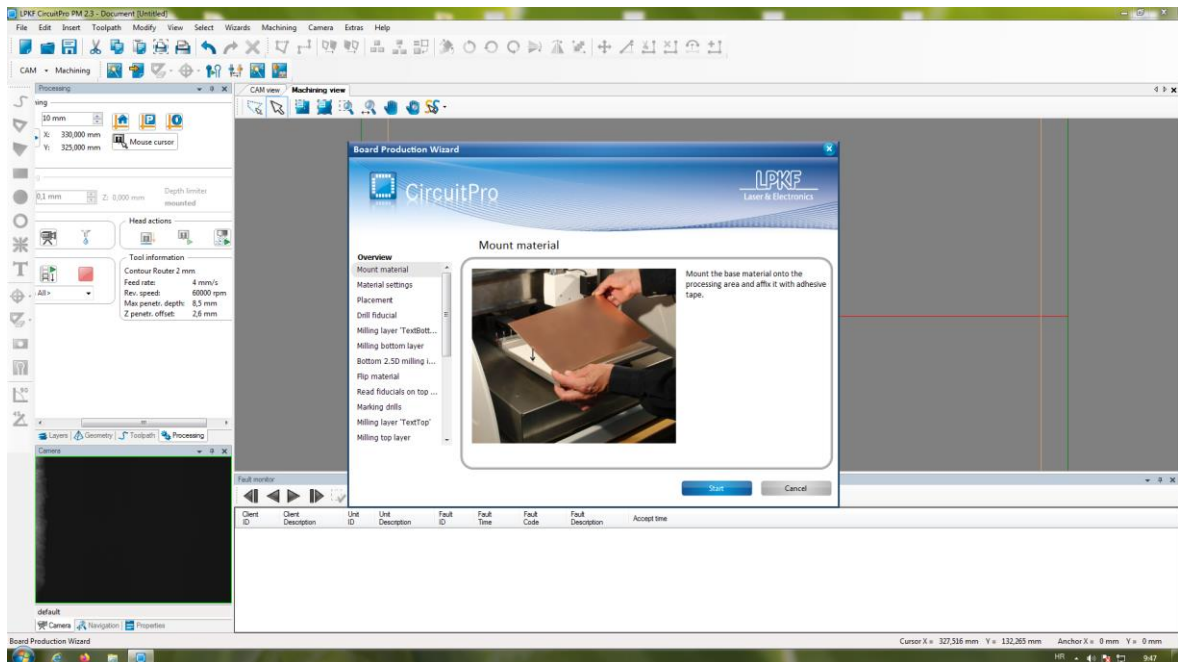 LPKF CircuitPro PM 2.3 - Document [Untitled]
File Edit Insert Toolpath Modify View Select Wizards Machining Camera Extras Help
CAM Machining
Processing
CAM view Machining view
sing
10 mm
X: 330,000 mm
Y: 325,000 mm
Mouse cursor
0,1 mm Z: 0,000 mm Depth limiter
mounted
Head actions
Tool information
Contour Router 2 mm
Feed rate: 4 mm/s
Rev. speed: 60000 rpm
Max penetr. depth: 8,5 mm
Z penetr. offset: 2,6 mm
All>
Layers Geometry Toolpath Processing
Camera
default
Camera Navigation Properties
Board Production Wizard
CircuitPro
LPKF
Laser & Electronics
Mount material
Overview
Mount material
Material settings
Placement
Drill fiducial
Milling layer 'TextBott...
Milling bottom layer
Bottom 2.5D milling i...
Flip material
Read fiducials on top ...
Marking drills
Milling layer 'TextTop'
Milling top layer
Mount the base material onto the
processing area and affix it with adhesive
tape.
Start Cancel
Fault monitor
Client ID Client Description Unit ID Unit Description Fault ID Fault Time Fault Code Fault Description Accept time
Board Production Wizard
Cursor X = 327,516 mm Y = 132,265 mm Anchor X = 0 mm Y = 0 mm
HR 9:47